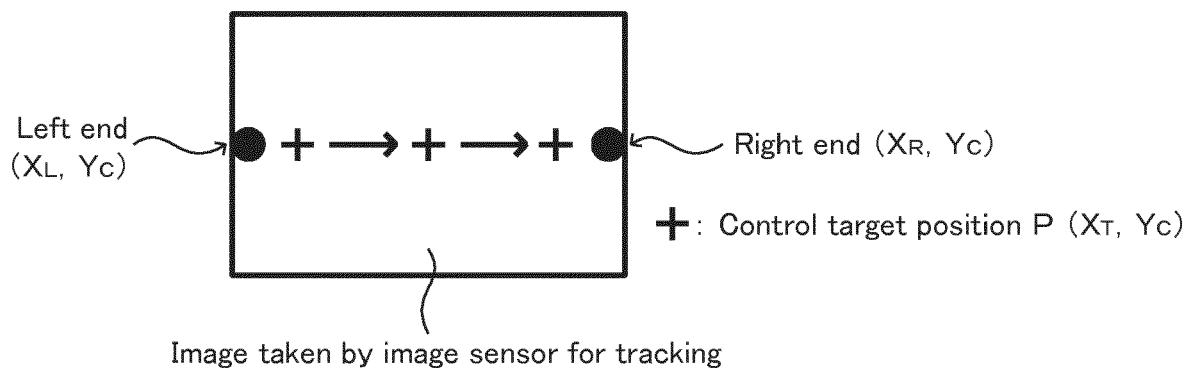 Left end
(XL, YC)
Right end (XR, YC)
+: Control target position P (XT, YC)
Image taken by image sensor for tracking